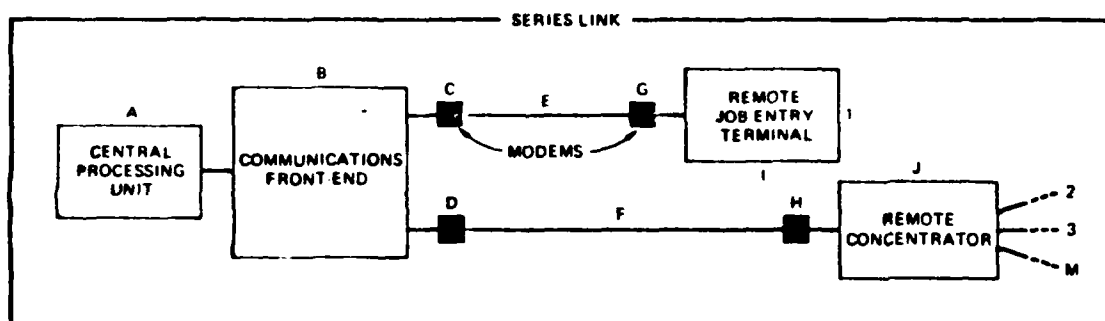 SERIES LINK
A
CENTRAL
PROCESSING
UNIT
B
COMMUNICATIONS
FRONT-END
C
E
G
MODEMS
REMOTE
JOB ENTRY
TERMINAL
1
I
D
F
H
J
REMOTE
CONCENTRATOR
2
3
M